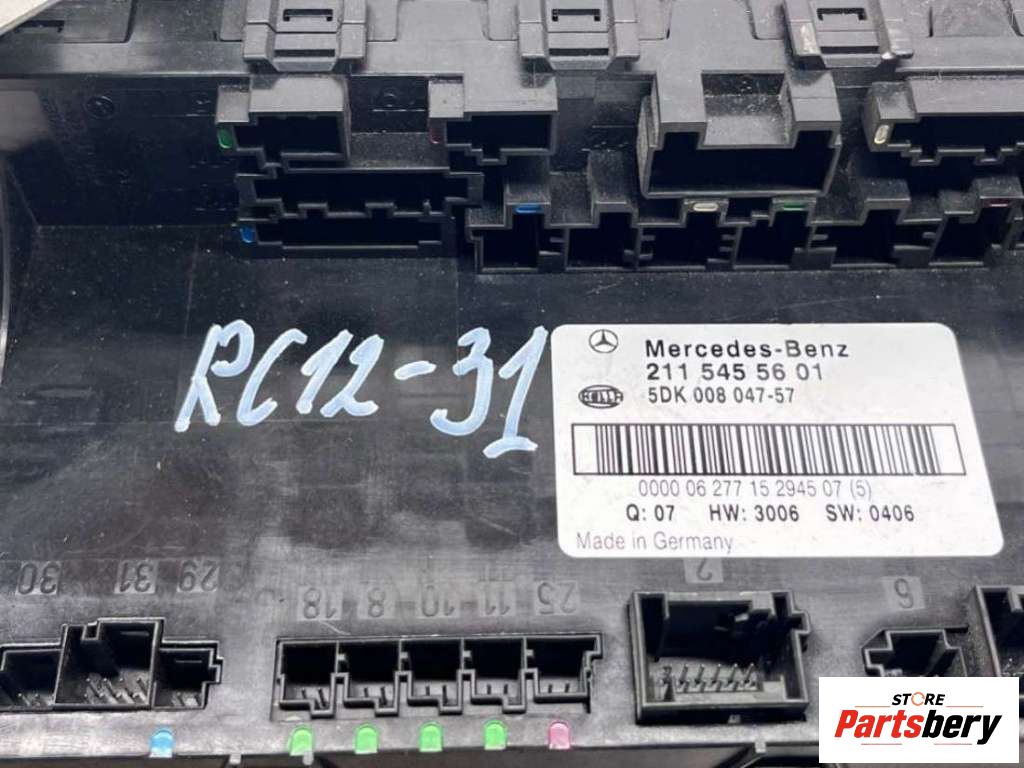 RC12-31
Mercedes-Benz
211 545 56 01
HELLA
5DK 008 047-57
0000 06 277 15 2945 07 (5)
Q: 07 HW: 3006 SW: 0406
Made in Germany
30 31 29 18 8 10 11 25 2 6
STORE
Partsbery